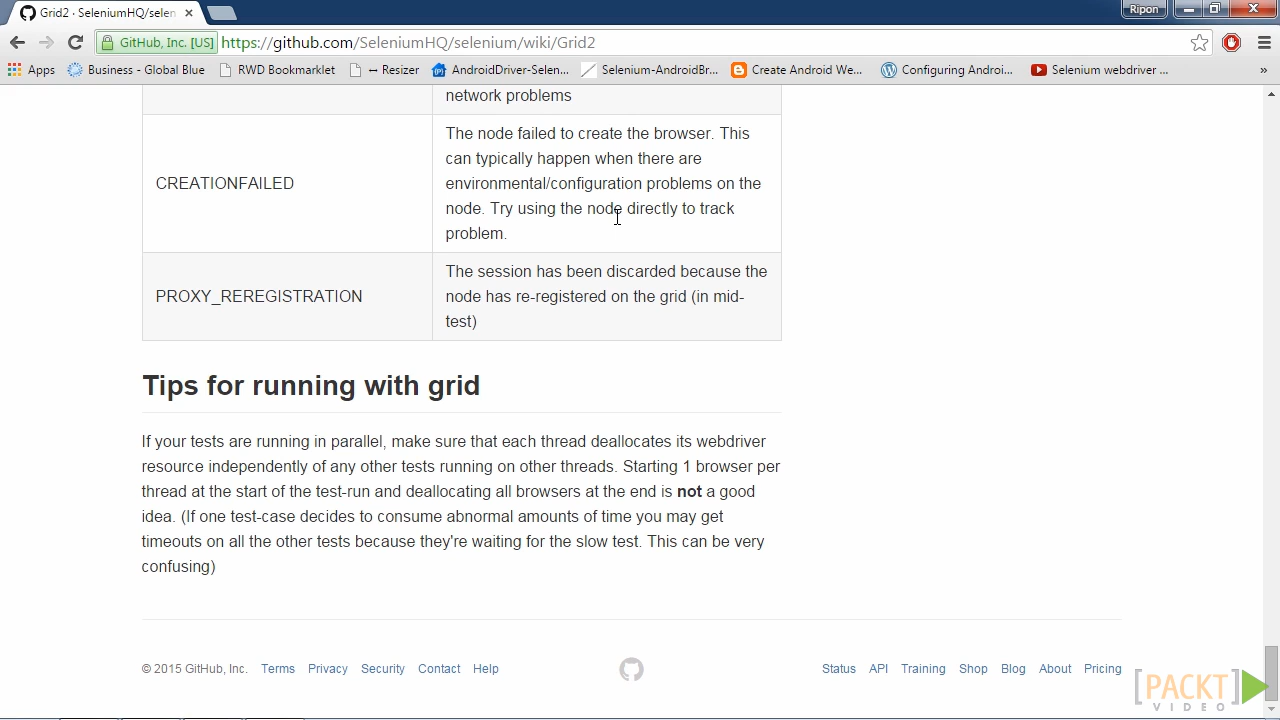 Grid2 · SeleniumHQ/selen
Ripon
GitHub, Inc. [US] https://github.com/SeleniumHQ/selenium/wiki/Grid2
Apps Business - Global Blue RWD Bookmarklet ↔ Resizer AndroidDriver-Selen... Selenium-AndroidBr... Create Android We... Configuring Androi... Selenium webdriver ... »
network problems
CREATIONFAILED
The node failed to create the browser. This
can typically happen when there are
environmental/configuration problems on the
node. Try using the node directly to track
problem.
PROXY_REREGISTRATION
The session has been discarded because the
node has re-registered on the grid (in mid-
test)
Tips for running with grid
If your tests are running in parallel, make sure that each thread deallocates its webdriver
resource independently of any other tests running on other threads. Starting 1 browser per
thread at the start of the test-run and deallocating all browsers at the end is not a good
idea. (If one test-case decides to consume abnormal amounts of time you may get
timeouts on all the other tests because they're waiting for the slow test. This can be very
confusing)
© 2015 GitHub, Inc. Terms Privacy Security Contact Help Status API Training Shop Blog About Pricing
[PACKT]
VIDEO